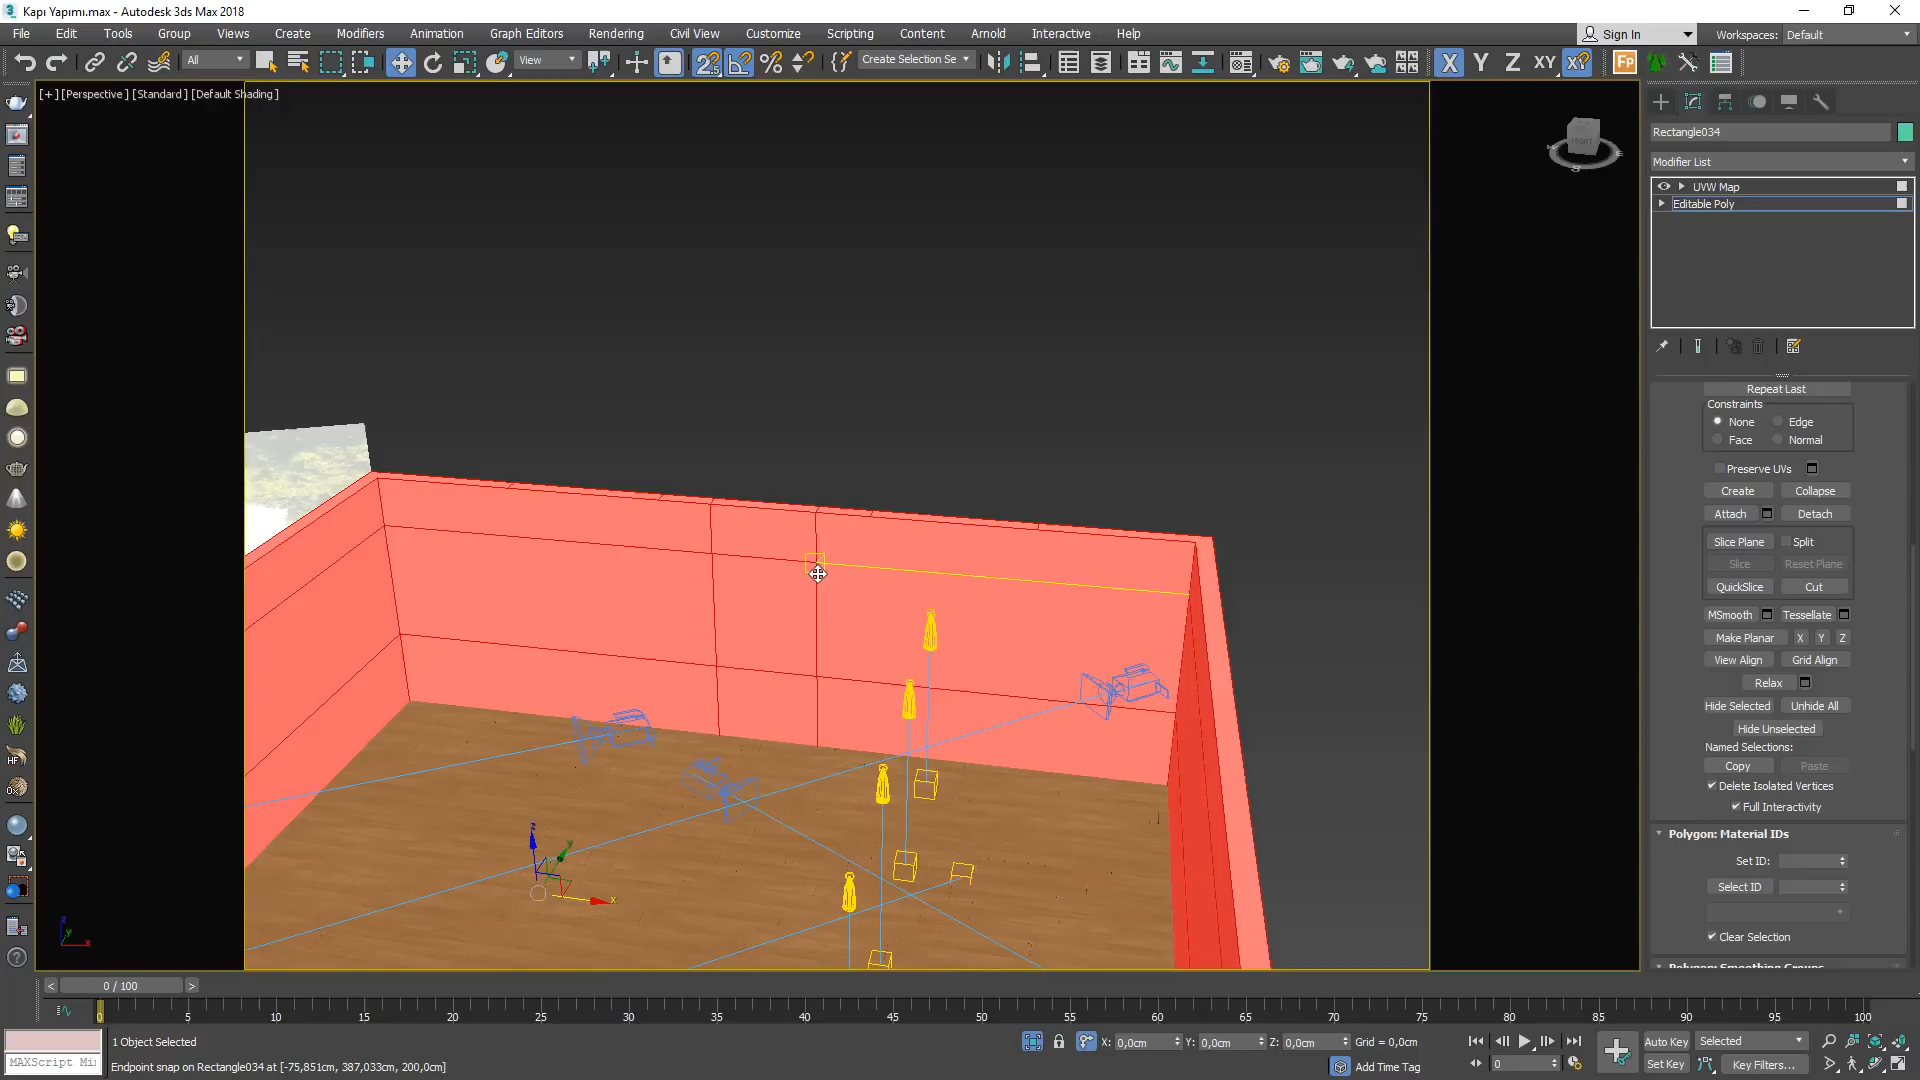 Kapı Yapımı.max - Autodesk 3ds Max 2018
File Edit Tools Group Views Create Modifiers Animation Graph Editors Rendering Civil View Customize Scripting Content Arnold Interactive Help
Sign In
Workspaces: Default
All
View
Create Selection Se
X Y Z XY
Fp
[+] [Perspective ] [Standard ] [Default Shading ]
FRONT
Rectangle034
Modifier List
UVW Map
Editable Poly
Repeat Last
Constraints
None Edge
Face Normal
Preserve UVs
Create Collapse
Attach Detach
Slice Plane Split
Slice Reset Plane
QuickSlice Cut
MSmooth Tessellate
Make Planar X Y Z
View Align Grid Align
Relax
Hide Selected Unhide All
Hide Unselected
Named Selections:
Copy Paste
Delete Isolated Vertices
Full Interactivity
Polygon: Material IDs
Set ID:
Select ID
Clear Selection
Polygon: Smoothing Groups
z
y
x
z
y
x
0 / 100
0 5 10 15 20 25 30 35 40 45 50 55 60 65 70 75 80 85 90 95 100
1 Object Selected
X: 0,0cm Y: 0,0cm Z: 0,0cm Grid = 0,0cm
Auto Key Selected
MAXScript Mi
Endpoint snap on Rectangle034 at [-75,851cm, 387,033cm, 200,0cm]
Add Time Tag
0
Set Key Key Filters...